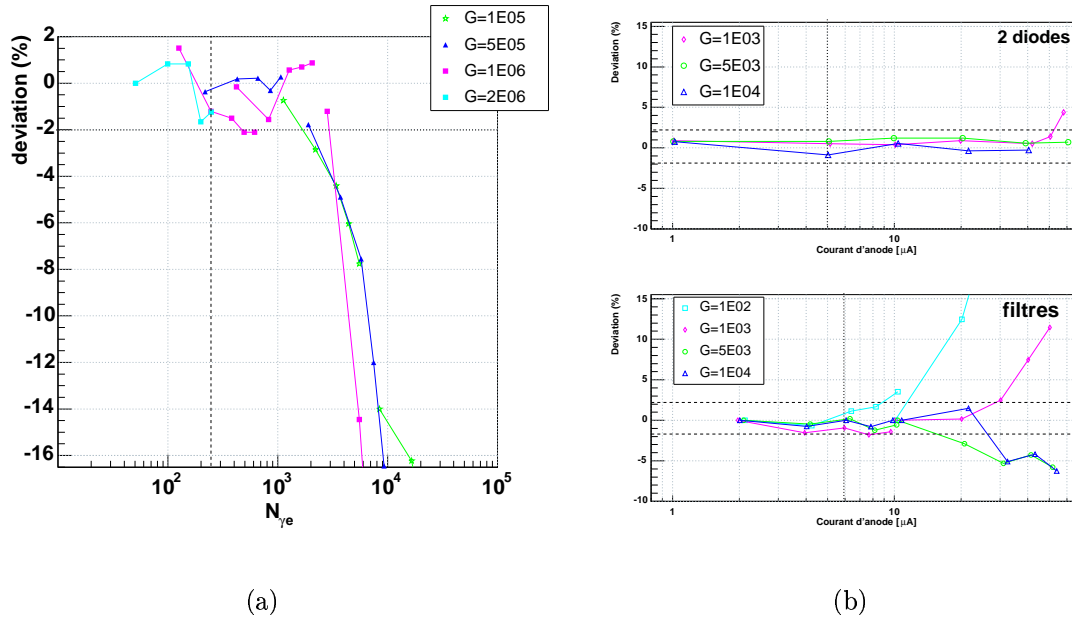 2
0
-2
-4
-6
-8
-10
-12
-14
-16
deviation (%)
10²
10³
10⁴
10⁵
N_γe
G=1E05
G=5E05
G=1E06
G=2E06
(a)
Deviation (%)
15
10
5
0
-5
-10
2 diodes
G=1E03
G=5E03
G=1E04
1
10
Courant d'anode [ µA]
Deviation (%)
15
10
5
0
-5
-10
filtres
G=1E02
G=1E03
G=5E03
G=1E04
1
10
Courant d'anode [ µA]
(b)